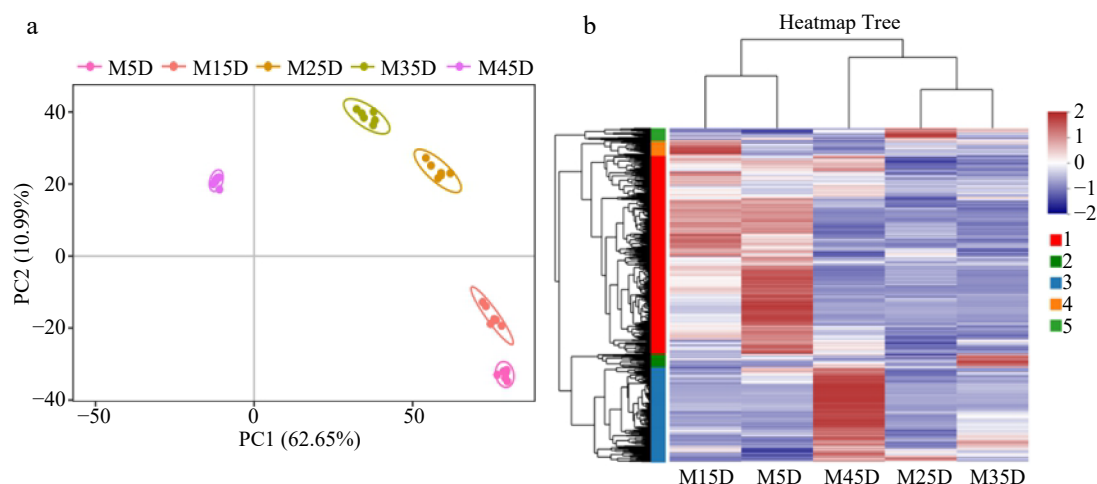 a
M5D M15D M25D M35D M45D
PC2 (10.99%)
40
20
0
−20
−40
−50 0 50
PC1 (62.65%)
b
Heatmap Tree
2
1
0
−1
−2
1
2
3
4
5
M15D M5D M45D M25D M35D